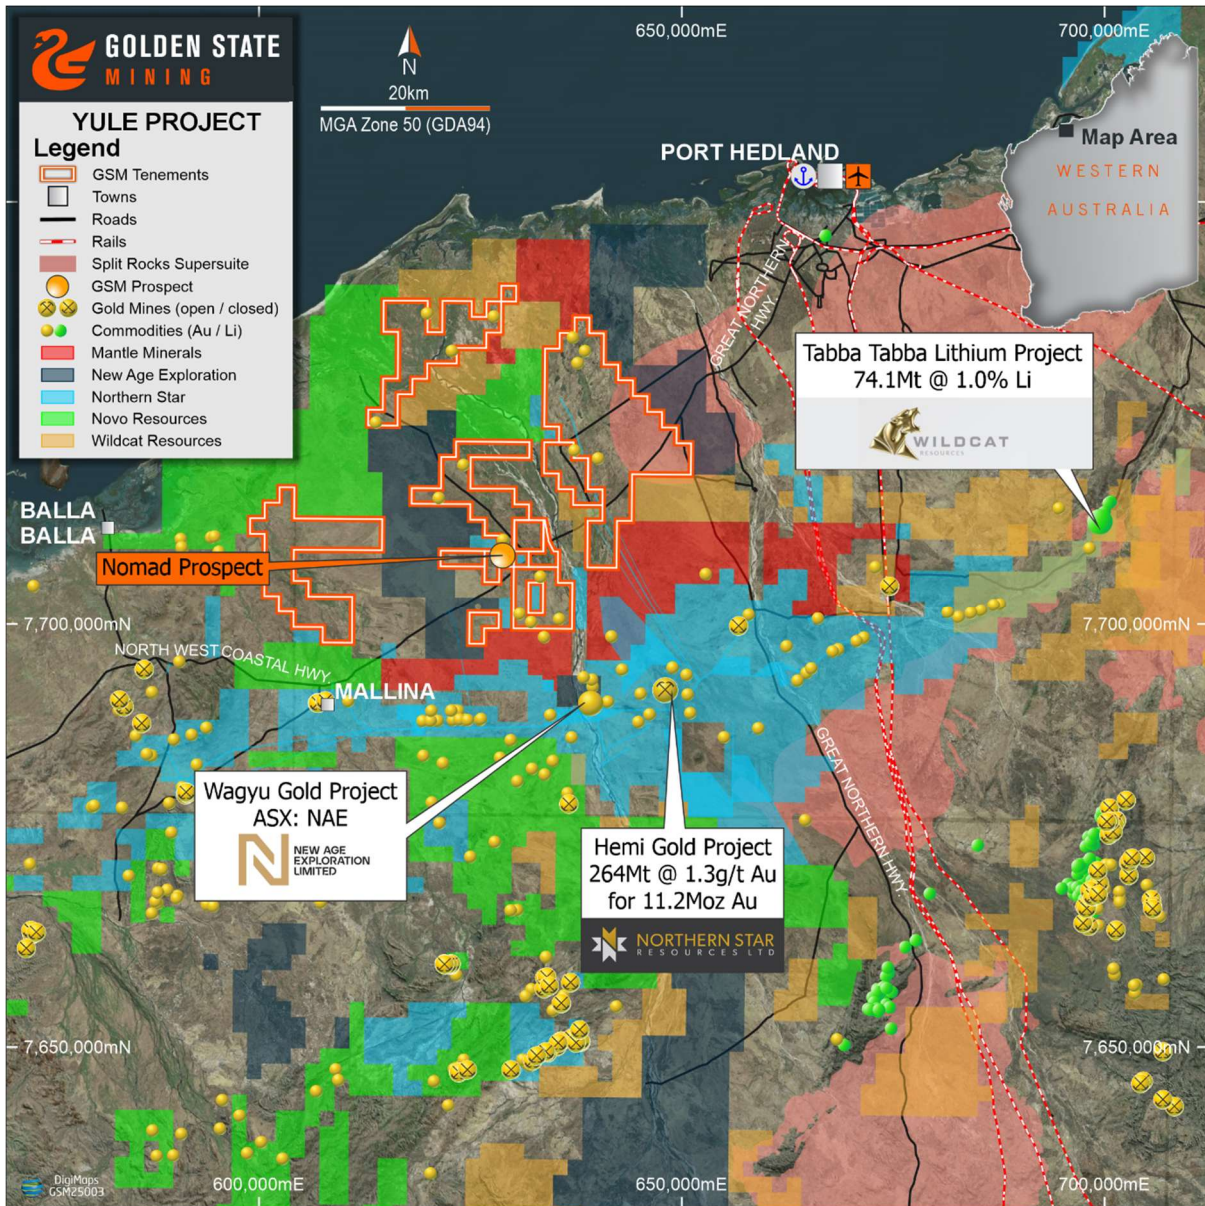 GOLDEN STATE
MINING
YULE PROJECT
Legend
GSM Tenements
Towns
Roads
Rails
Split Rocks Supersuite
GSM Prospect
Gold Mines (open / closed)
Commodities (Au / Li)
Mantle Minerals
New Age Exploration
Northern Star
Novo Resources
Wildcat Resources
N
20km
MGA Zone 50 (GDA94)
650,000mE
700,000mE
Map Area
WESTERN
AUSTRALIA
PORT HEDLAND
GREAT NORTHERN
HWY.
Tabba Tabba Lithium Project
74.1Mt @ 1.0% Li
WILDCAT
RESOURCES
BALLA
BALLA
Nomad Prospect
7,700,000mN
7,700,000mN
NORTH WEST COASTAL HWY.
MALLINA
GREAT NORTHERN HWY.
Wagyu Gold Project
ASX: NAE
N
NEW AGE
EXPLORATION
LIMITED
Hemi Gold Project
264Mt @ 1.3g/t Au
for 11.2Moz Au
NORTHERN STAR
RESOURCES LTD
7,650,000mN
7,650,000mN
DigiMaps
GSM25003
600,000mE
650,000mE
700,000mE